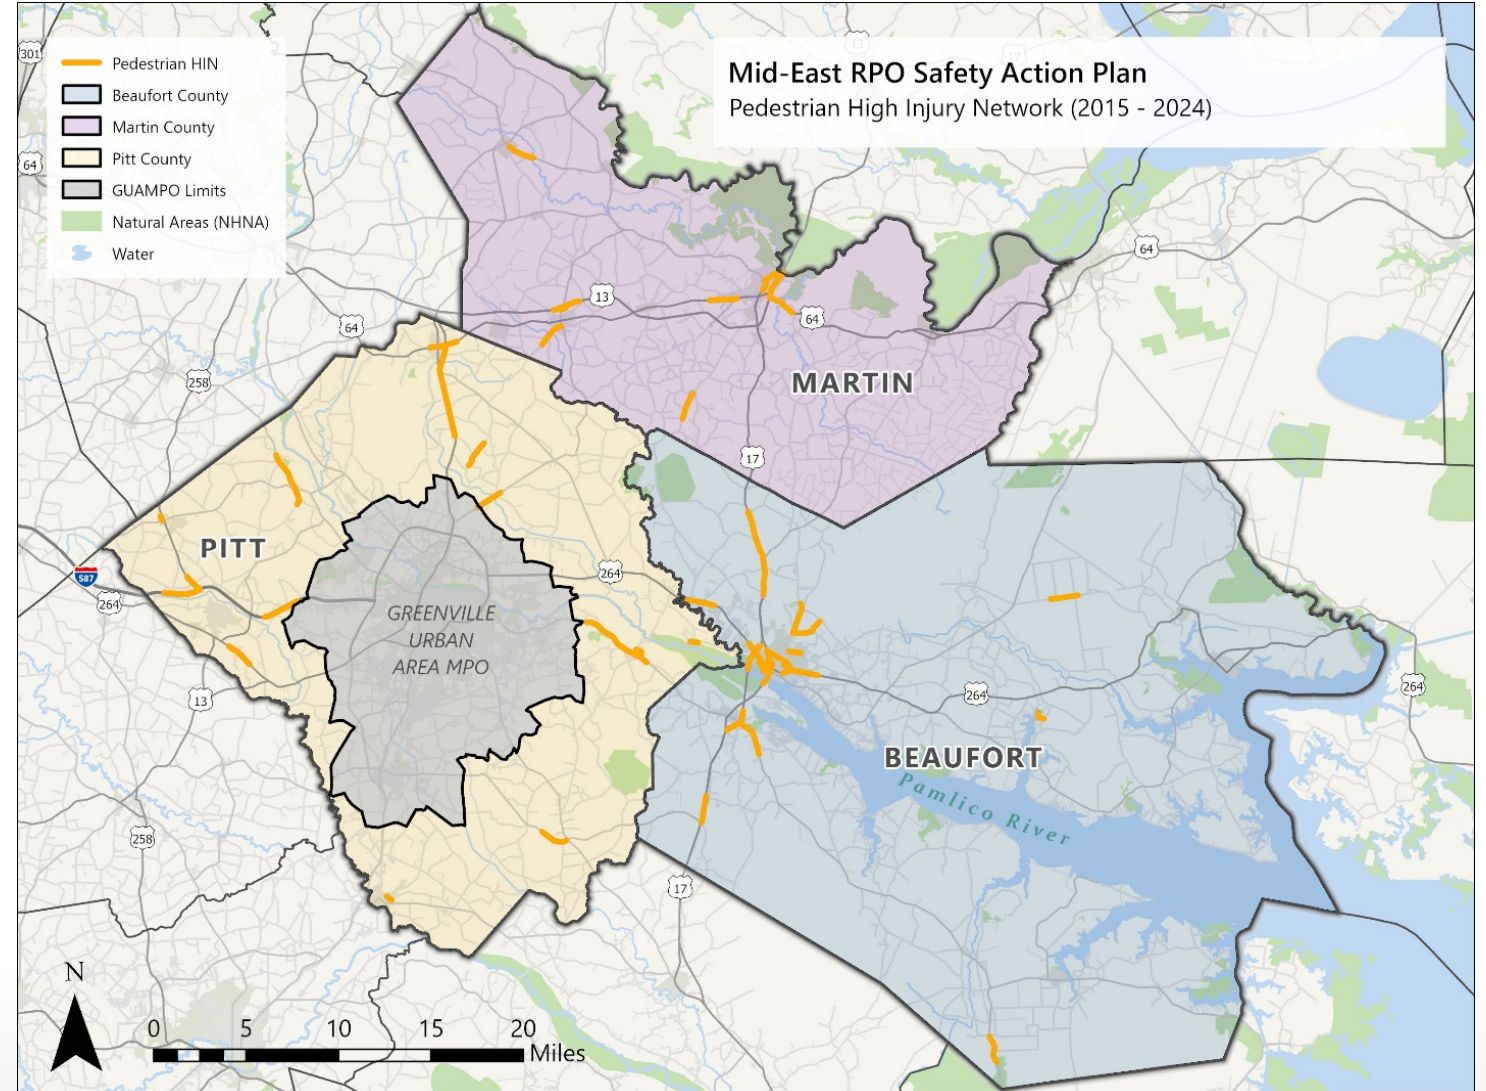 Mid-East RPO Safety Action Plan
Pedestrian High Injury Network (2015 - 2024)
Pedestrian HIN
Beaufort County
Martin County
Pitt County
GUAMPO Limits
Natural Areas (NHNA)
Water
301
13
17
64
64
13
64
64
258
MARTIN
17
PITT
587
264
264
GREENVILLE
URBAN
AREA MPO
13
264
264
BEAUFORT
Pamlico River
258
17
N
0 5 10 15 20
Miles